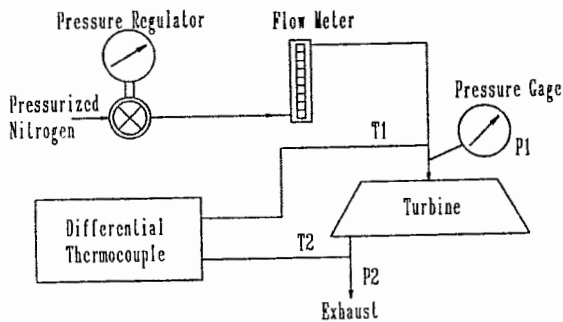 Pressure Regulator
Flow Meter
Pressurized
Nitrogen
Pressure Gage
P1
T1
Turbine
Differential
Thermocouple
T2
P2
Exhaust